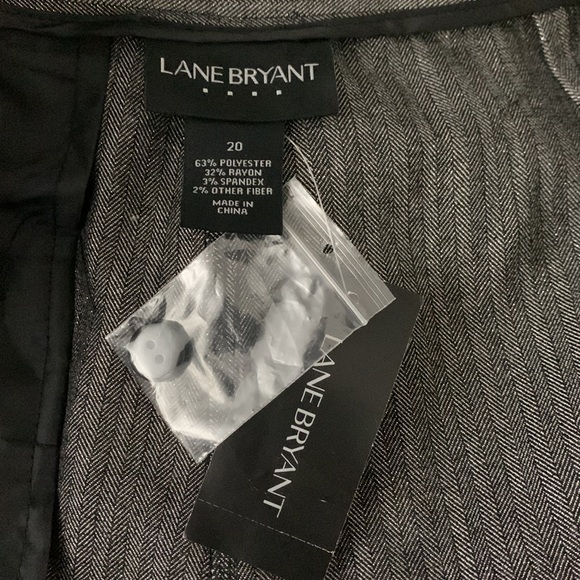 LANE BRYANT
20
63% POLYESTER
32% RAYON
3% SPANDEX
2% OTHER FIBER
MADE IN
CHINA
LANE BRYANT